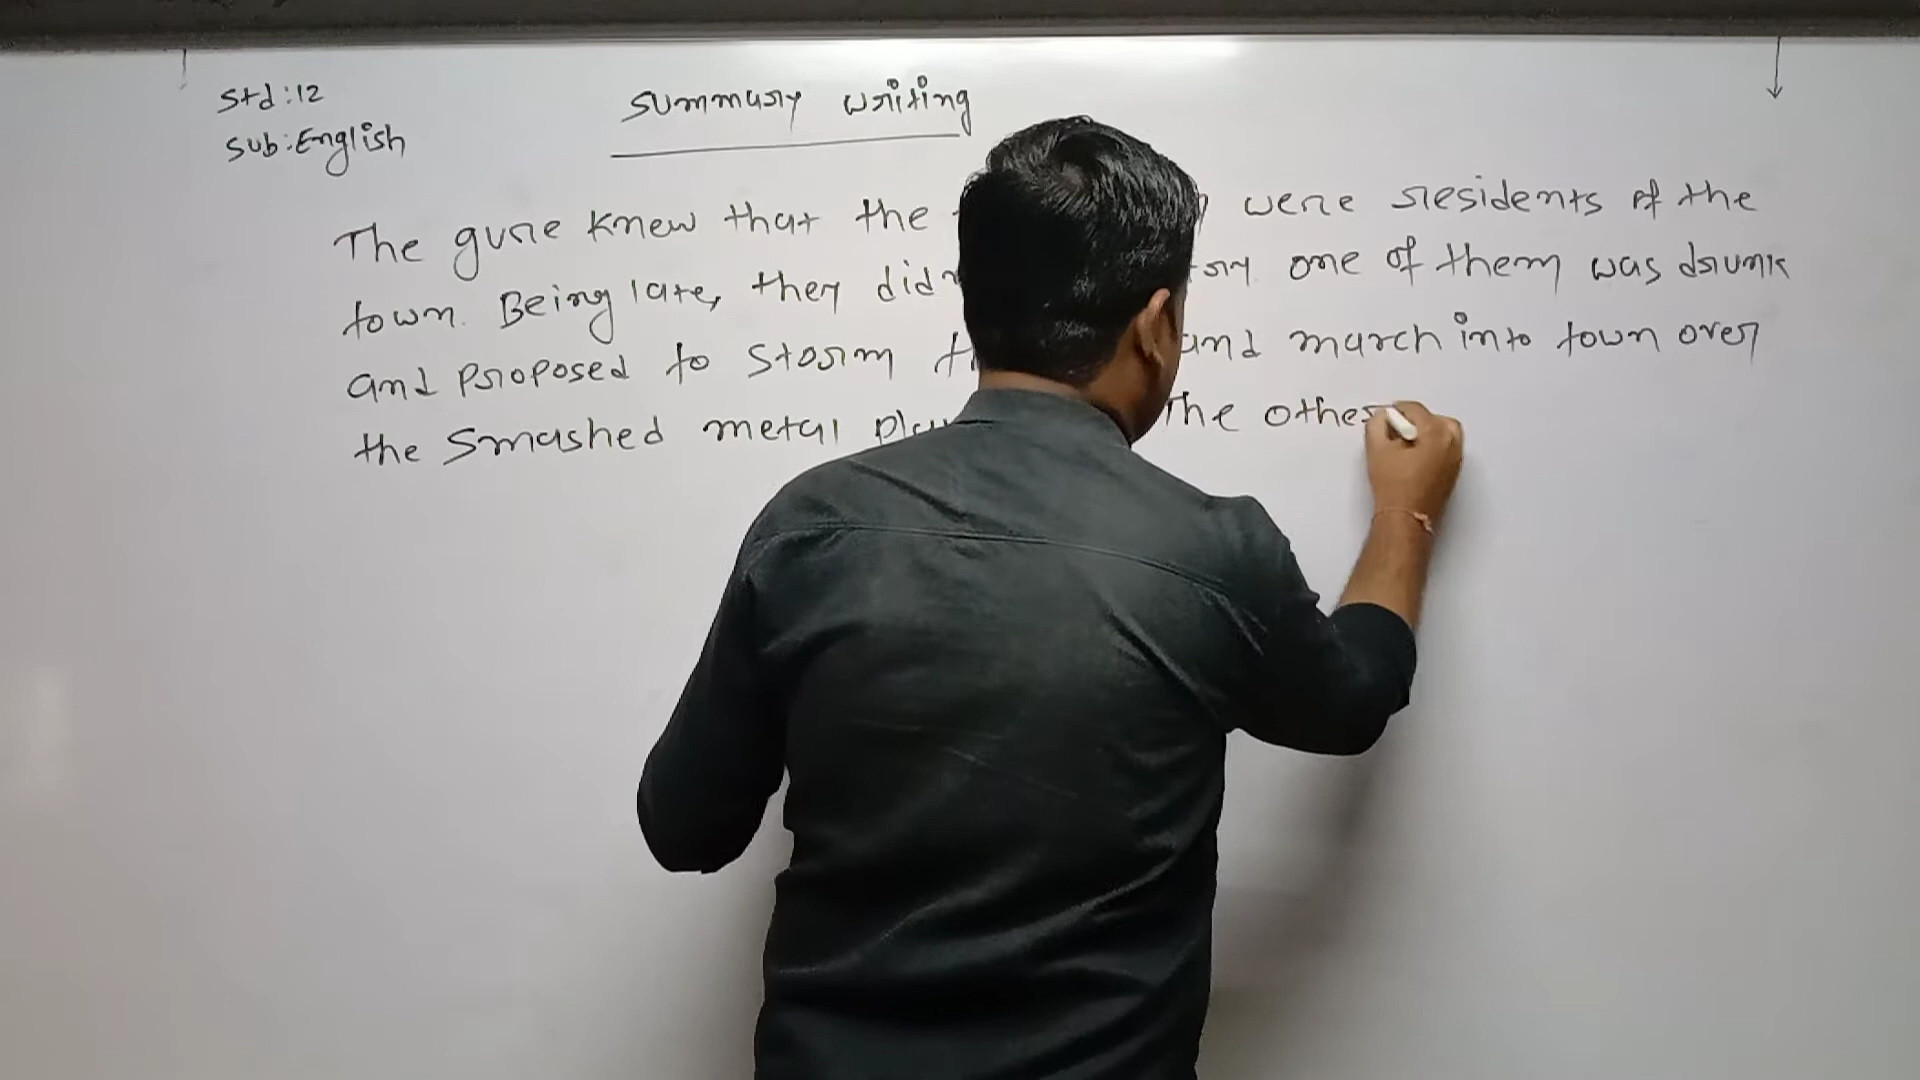 Std:12
Sub:English
Summary writing
The gure knew that the were residents of the
town. Being late, they did one of them was drunk
and proposed to storm and march into town over
the smashed metal The other